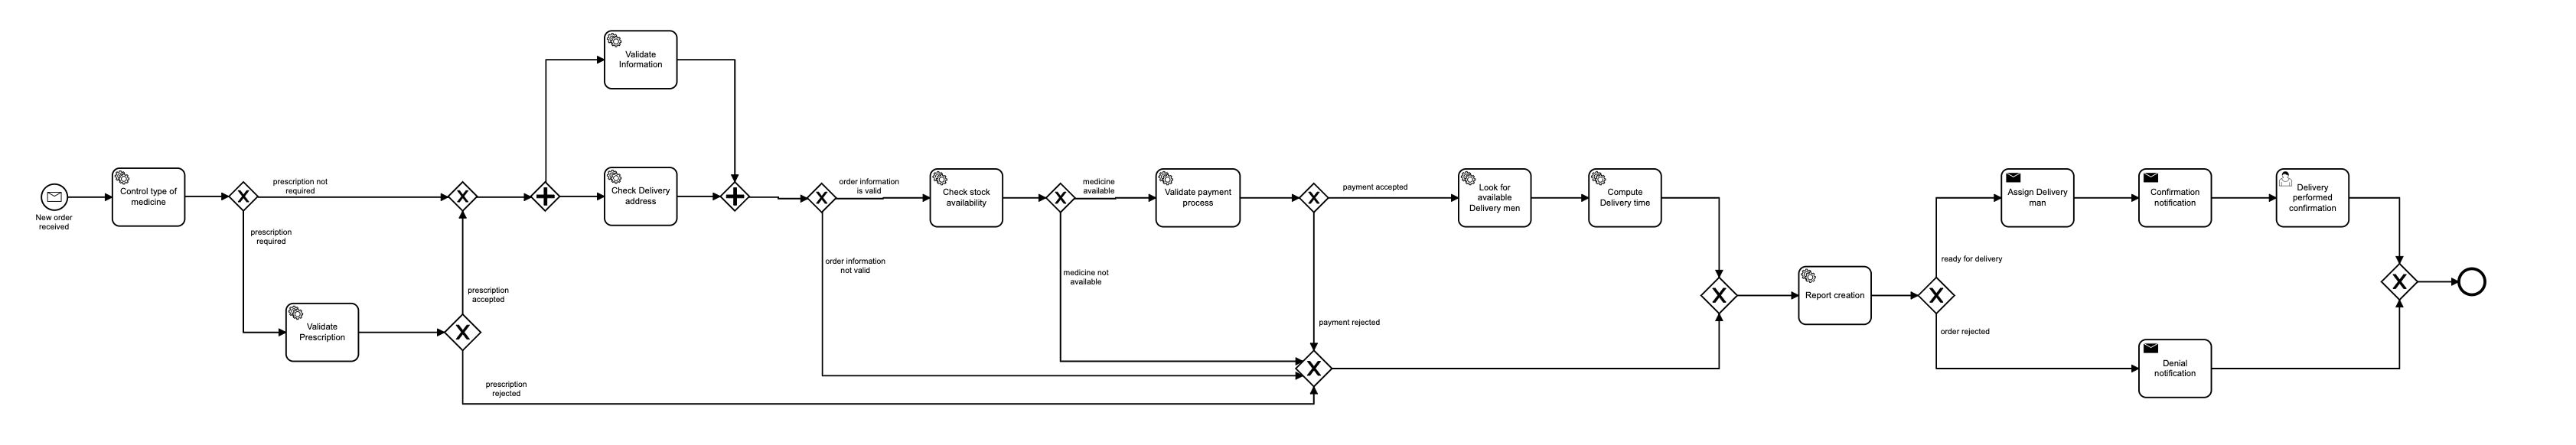 New order
received
Control type of
medicine
prescription not
required
prescription
required
Validate
Prescription
prescription
accepted
prescription
rejected
Validate
Information
Check Delivery
address
order information
is valid
order information
not valid
Check stock
availability
medicine
available
medicine not
available
Validate payment
process
payment accepted
payment rejected
Look for
available
Delivery men
Compute
Delivery time
Report creation
ready for delivery
order rejected
Assign Delivery
man
Confirmation
notification
Delivery
performed
confirmation
Denial
notification